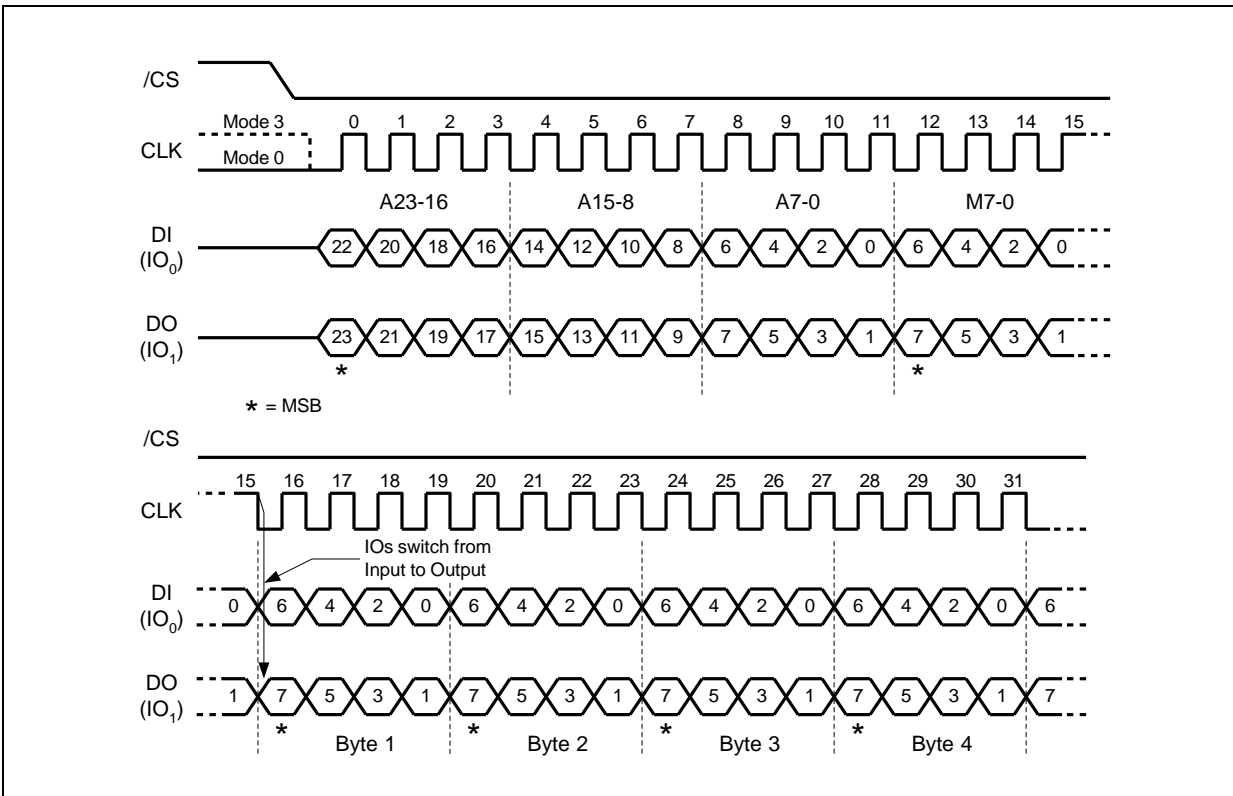 /CS
Mode 3 0 1 2 3 4 5 6 7 8 9 10 11 12 13 14 15
CLK
Mode 0
A23-16 A15-8 A7-0 M7-0
DI
(IO0)
22 20 18 16 14 12 10 8 6 4 2 0 6 4 2 0
DO
(IO1)
23 21 19 17 15 13 11 9 7 5 3 1 7 5 3 1
* *
* = MSB
/CS
15 16 17 18 19 20 21 22 23 24 25 26 27 28 29 30 31
CLK
IOs switch from
Input to Output
DI
(IO0)
0 6 4 2 0 6 4 2 0 6 4 2 0 6 4 2 0 6
DO
(IO1)
1 7 5 3 1 7 5 3 1 7 5 3 1 7 5 3 1 7
* * * *
Byte 1 Byte 2 Byte 3 Byte 4